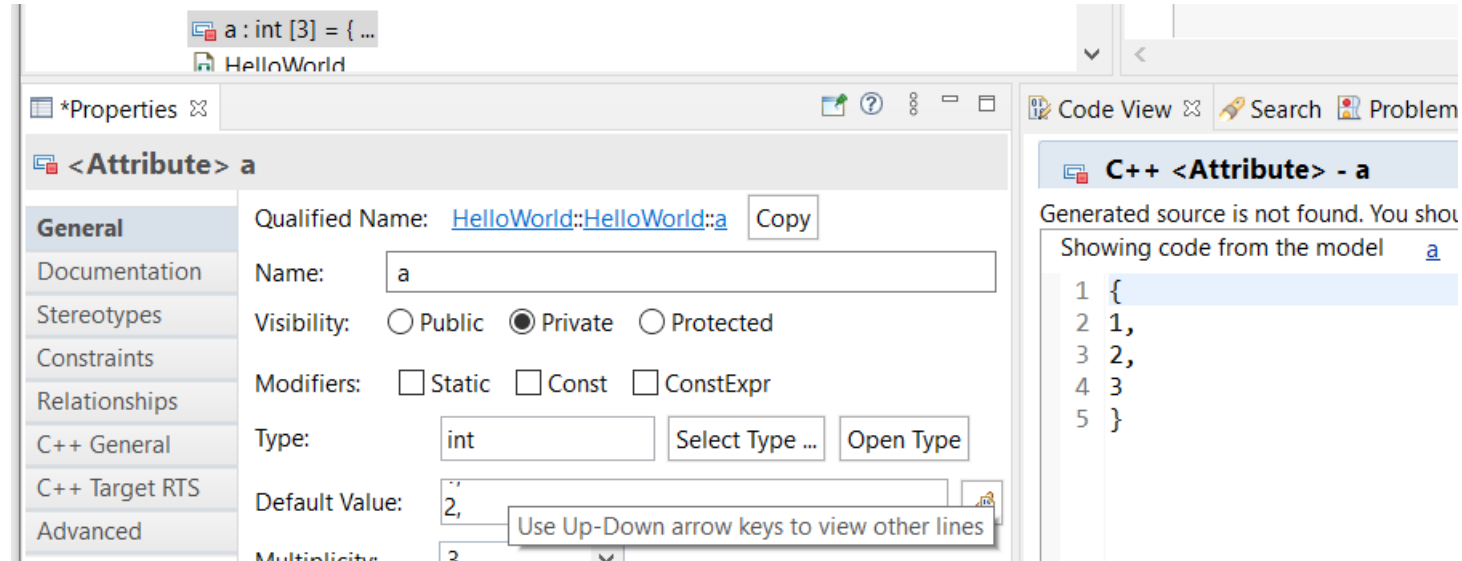 a : int [3] = { ...
HelloWorld
*Properties
<Attribute> a
General
Documentation
Stereotypes
Constraints
Relationships
C++ General
C++ Target RTS
Advanced
Qualified Name: HelloWorld::HelloWorld::a Copy
Name: a
Visibility: Public Private Protected
Modifiers: Static Const ConstExpr
Type: int Select Type ... Open Type
Default Value: 2,
Use Up-Down arrow keys to view other lines
Multiplicity: 3
Code View Search Problem
C++ <Attribute> - a
Generated source is not found. You shou
Showing code from the model a
1 {
2 1,
3 2,
4 3
5 }